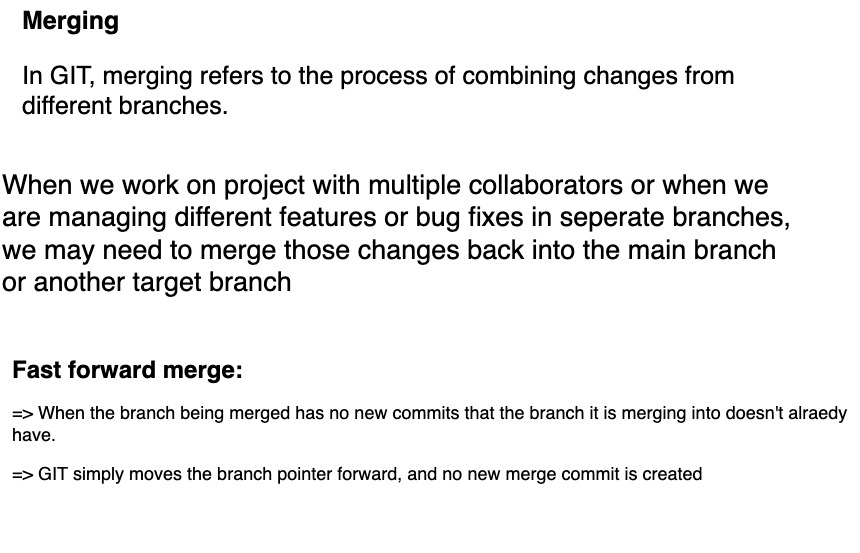 Merging
In GIT, merging refers to the process of combining changes from
different branches.
When we work on project with multiple collaborators or when we
are managing different features or bug fixes in seperate branches,
we may need to merge those changes back into the main branch
or another target branch
Fast forward merge:
=> When the branch being merged has no new commits that the branch it is merging into doesn't alraedy
have.
=> GIT simply moves the branch pointer forward, and no new merge commit is created